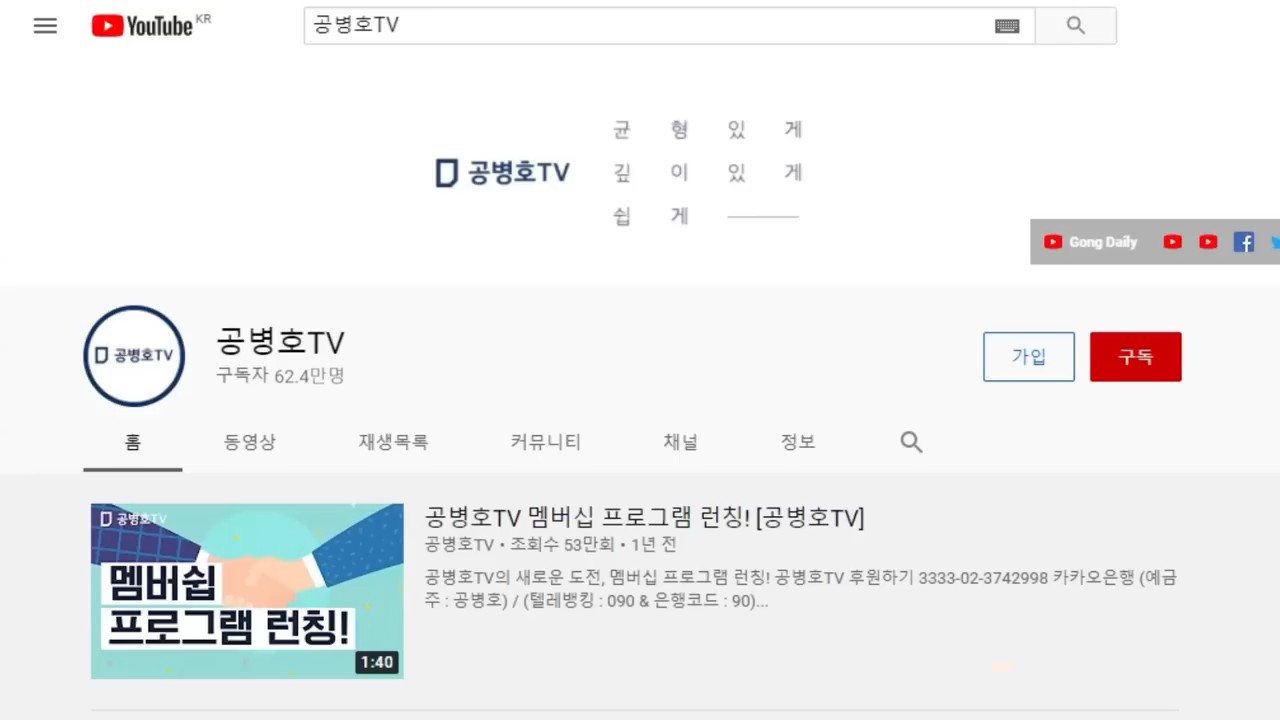 YouTube KR
공병호TV
균 형 있 게
공병호TV
깊 이 있 게
쉽 게
Gong Daily
공병호TV
공병호TV
구독자 62.4만명
가입
구독
홈
동영상
재생목록
커뮤니티
채널
정보
공병호TV
멤버쉽
프로그램 런칭!
1:40
공병호TV 멤버십 프로그램 런칭! [공병호TV]
공병호TV • 조회수 53만회 • 1년 전
공병호TV의 새로운 도전, 멤버십 프로그램 런칭! 공병호TV 후원하기 3333-02-3742998 카카오은행 (예금
주 : 공병호) / (텔레뱅킹 : 090 & 은행코드 : 90)...